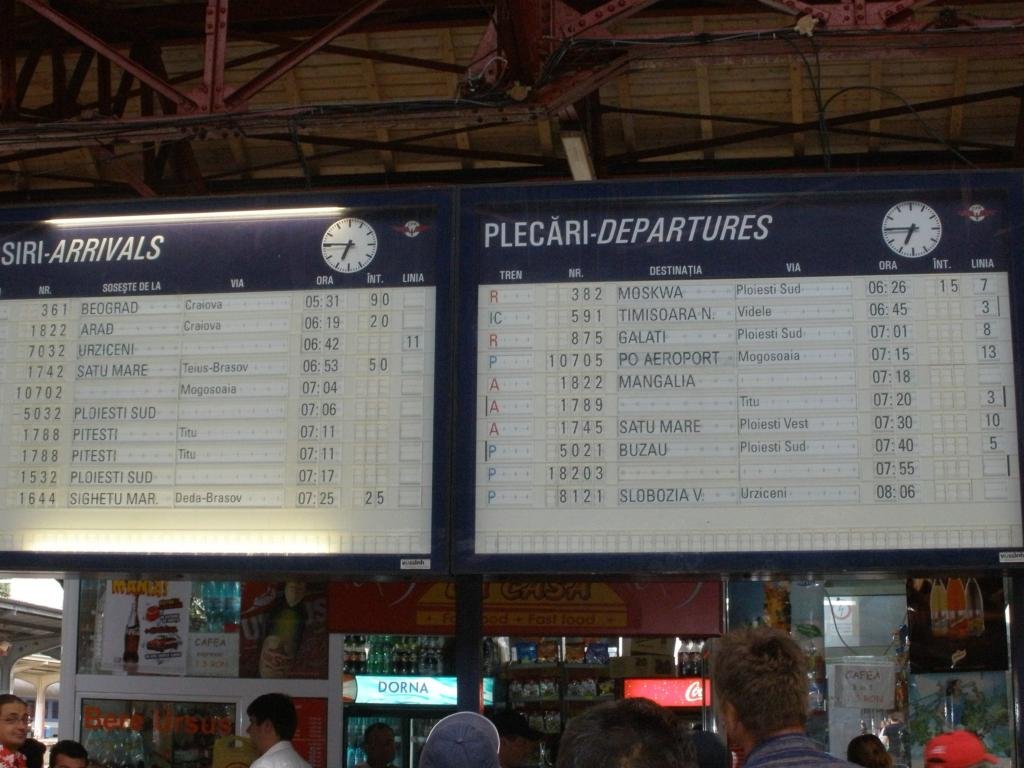 SIRI-ARRIVALS
NR. SOSEȘTE DE LA VIA ORA ÎNT. LINIA
361 BEOGRAD Craiova 05:31 90
1822 ARAD Craiova 06:19 20
7032 URZICENI 06:42 11
1742 SATU MARE Teius-Brasov 06:53 50
10702 Mogosoaia 07:04
5032 PLOIESTI SUD 07:06
1788 PITESTI Titu 07:11
1788 PITESTI Titu 07:11
1532 PLOIESTI SUD 07:17
1644 SIGHETU MAR. Deda-Brasov 07:25 25
PLECĂRI-DEPARTURES
TREN NR. DESTINAȚIA VIA ORA ÎNT. LINIA
R 382 MOSKWA Ploiesti Sud 06:26 15 7
IC 591 TIMISOARA N. Videle 06:45 3
R 875 GALATI Ploiesti Sud 07:01 8
P 10705 PO AEROPORT Mogosoaia 07:15 13
A 1822 MANGALIA 07:18
A 1789 Titu 07:20 3
A 1745 SATU MARE Ploiesti Vest 07:30 10
P 5021 BUZAU Ploiesti Sud 07:40 5
P 18203 07:55
P 8121 SLOBOZIA V. Urziceni 08:06
CASA
Fast food
CAFEA
DORNA
Coca
CAFEA
Bere Ursus